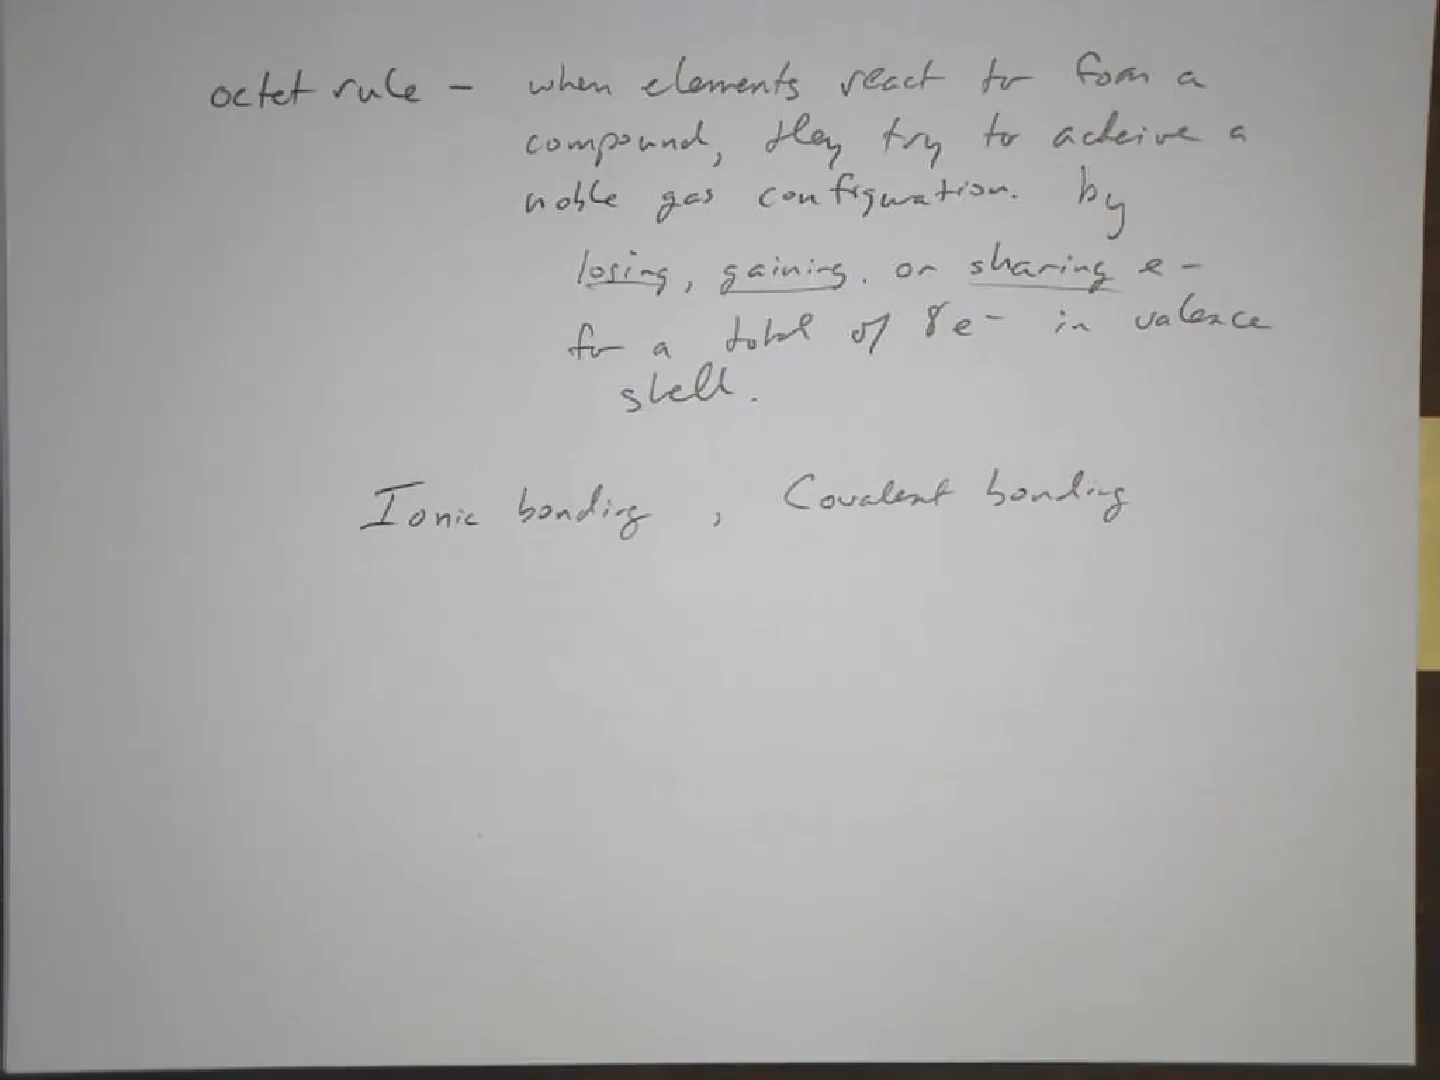 octet rule - when elements react to form a
compound, they try to acheive a
noble gas configuration. by
losing, gaining, or sharing e-
for a total of 8e- in valence
shell.
Ionic bonding, Covalent bonding